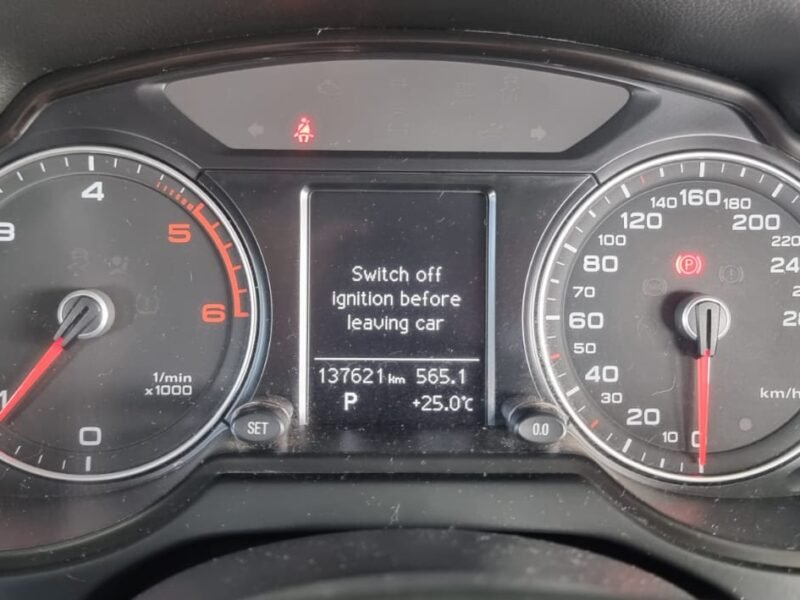 3
4
5
6
1
0
1/min
x1000
SET
Switch off
ignition before
leaving car
137621 km 565.1
P +25.0°C
0.0
0
10
20
30
40
50
60
70
80
100
120
140
160
180
200
220
km/h
(P)